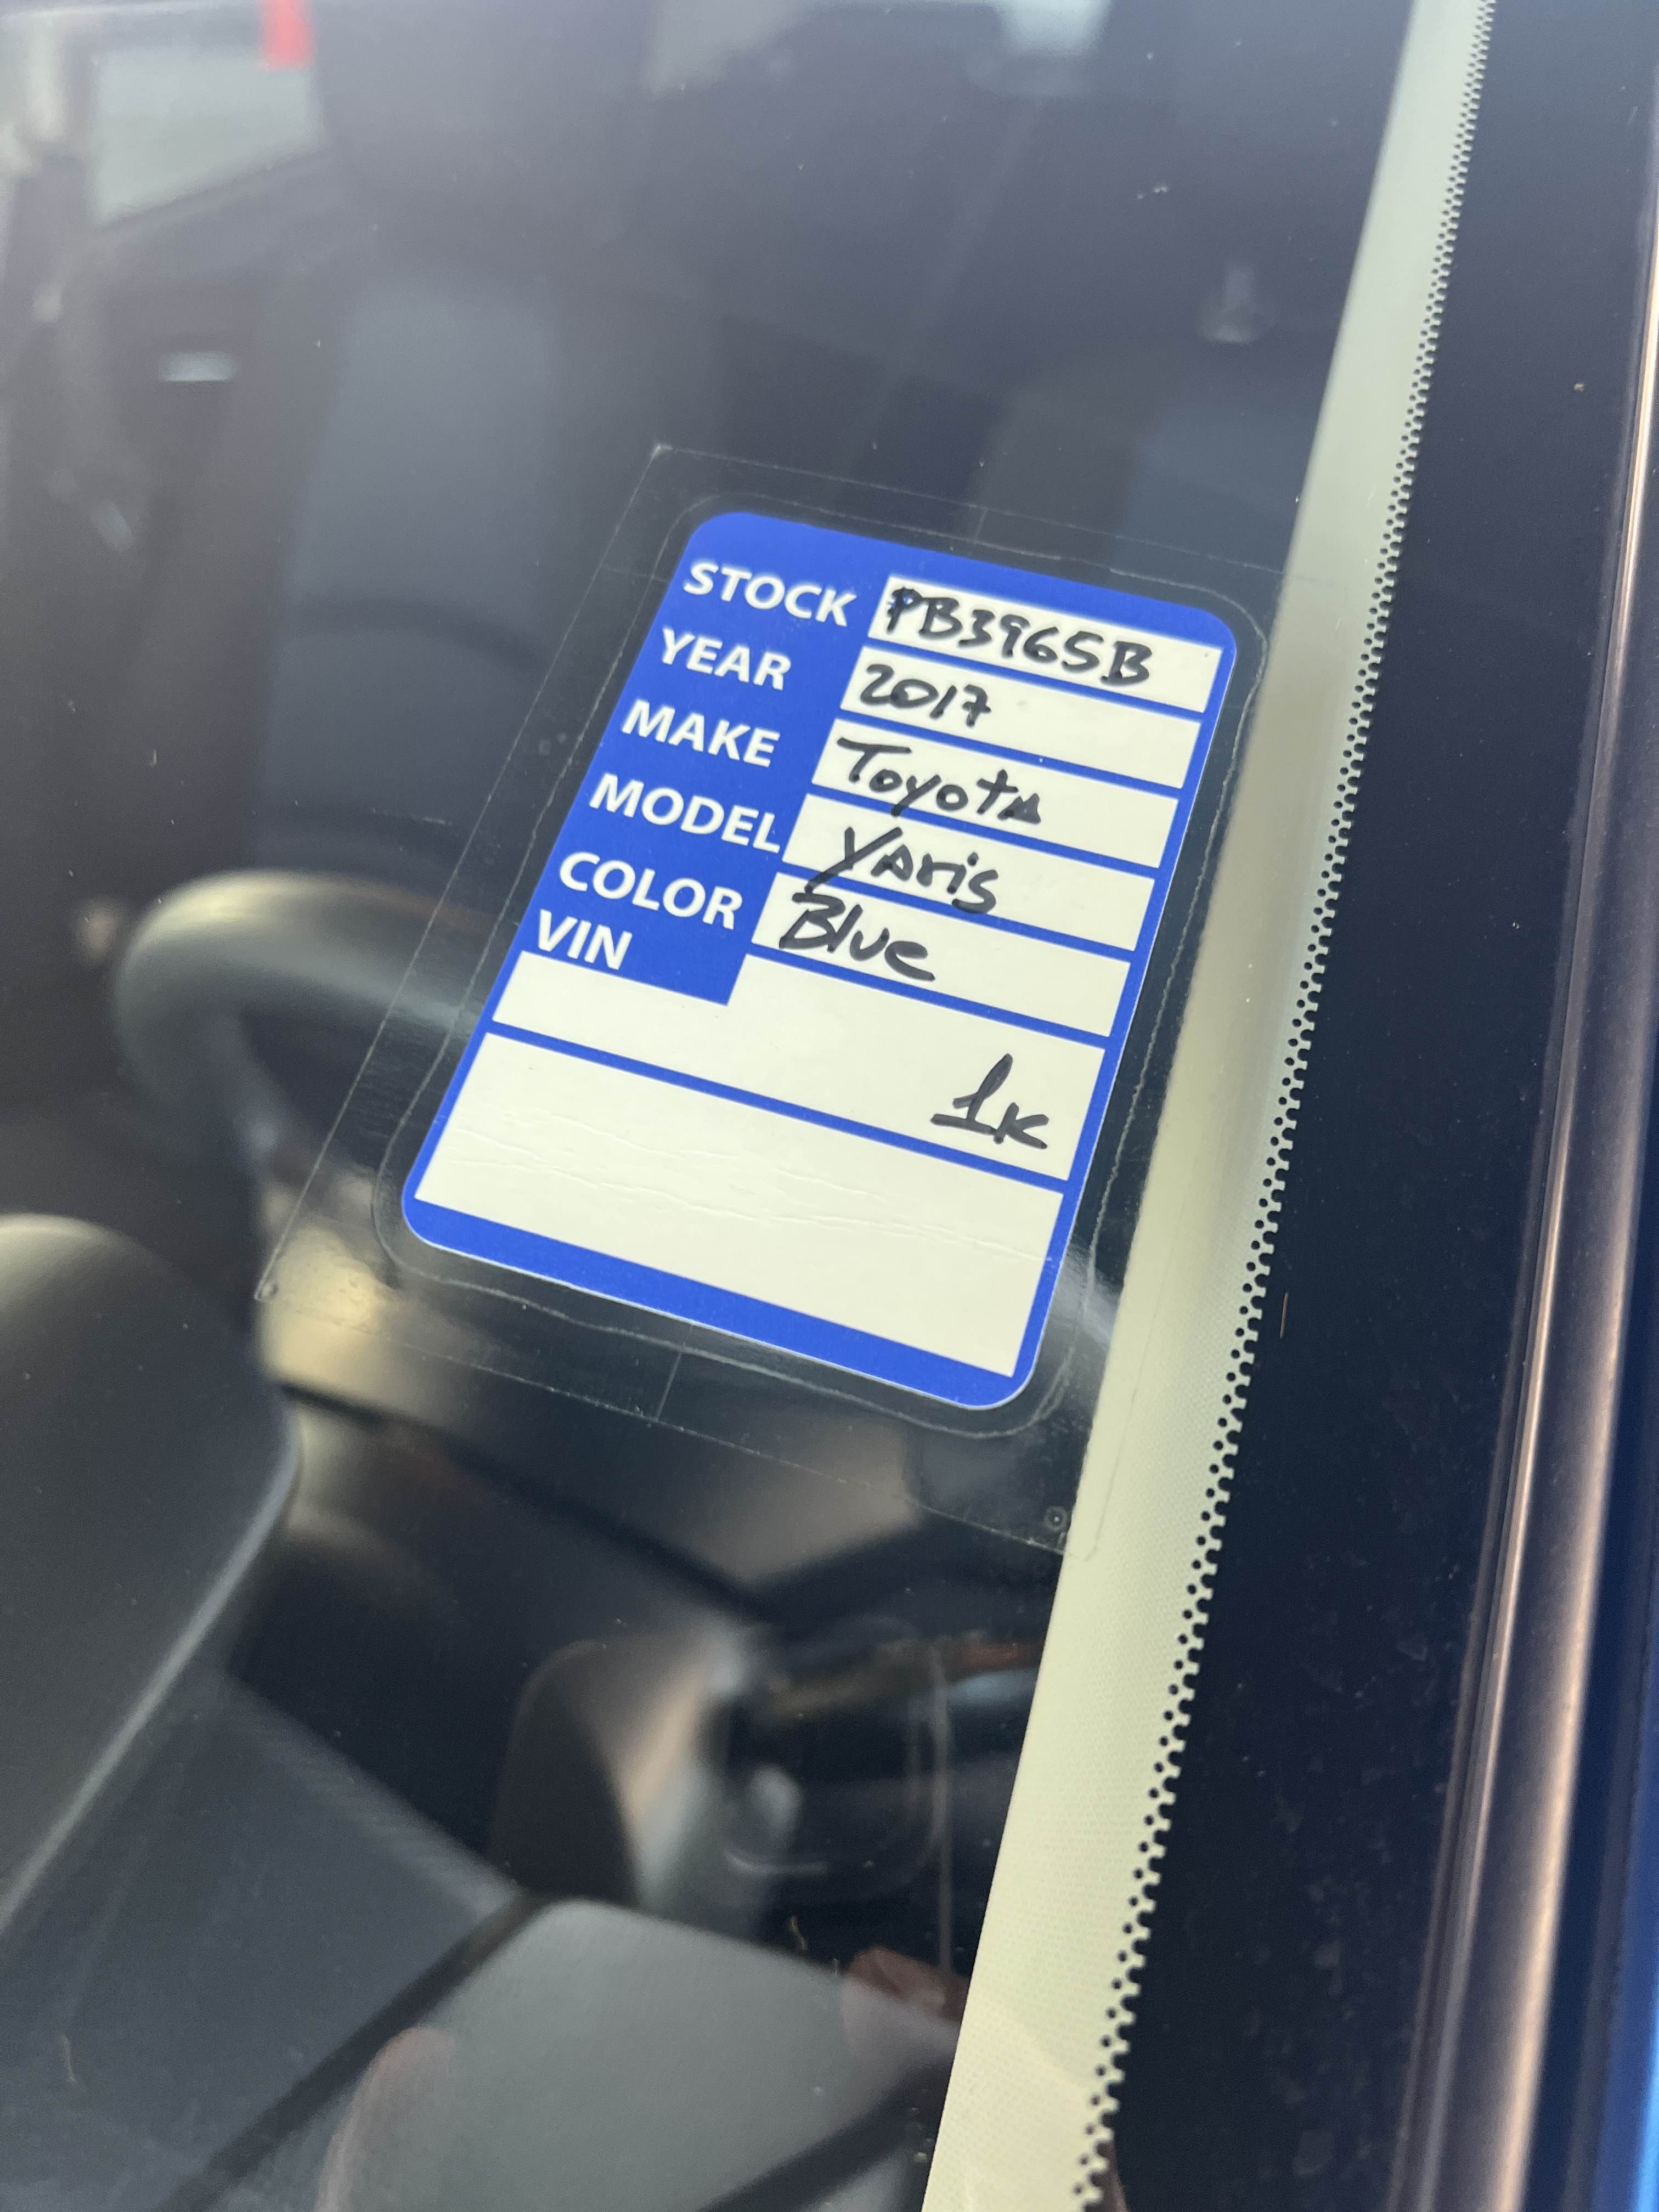 STOCK PB3965B
YEAR 2017
MAKE Toyota
MODEL Yaris
COLOR Blue
VIN
1K